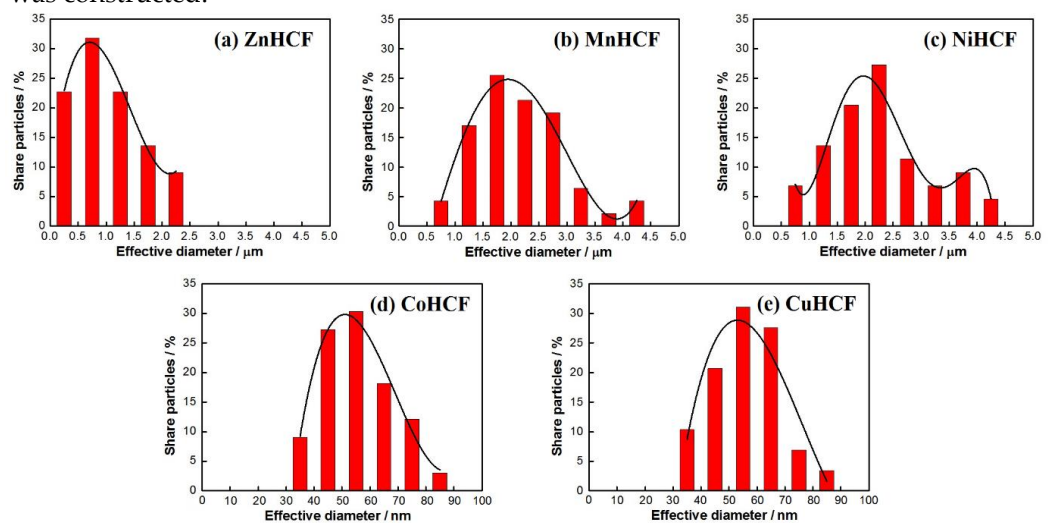 was constructed.
(a) ZnHCF
(b) MnHCF
(c) NiHCF
Share particles / %
35
30
25
20
15
10
5
0
0.0 0.5 1.0 1.5 2.0 2.5 3.0 3.5 4.0 4.5 5.0
Effective diameter / μm
Share particles / %
35
30
25
20
15
10
5
0
0.0 0.5 1.0 1.5 2.0 2.5 3.0 3.5 4.0 4.5 5.0
Effective diameter / μm
Share particles / %
35
30
25
20
15
10
5
0
0.0 0.5 1.0 1.5 2.0 2.5 3.0 3.5 4.0 4.5 5.0
Effective diameter / μm
(d) CoHCF
Share particles / %
35
30
25
20
15
10
5
0
0 10 20 30 40 50 60 70 80 90 100
Effective diameter / nm
(e) CuHCF
Share particles / %
35
30
25
20
15
10
5
0
0 10 20 30 40 50 60 70 80 90 100
Effective diameter / nm